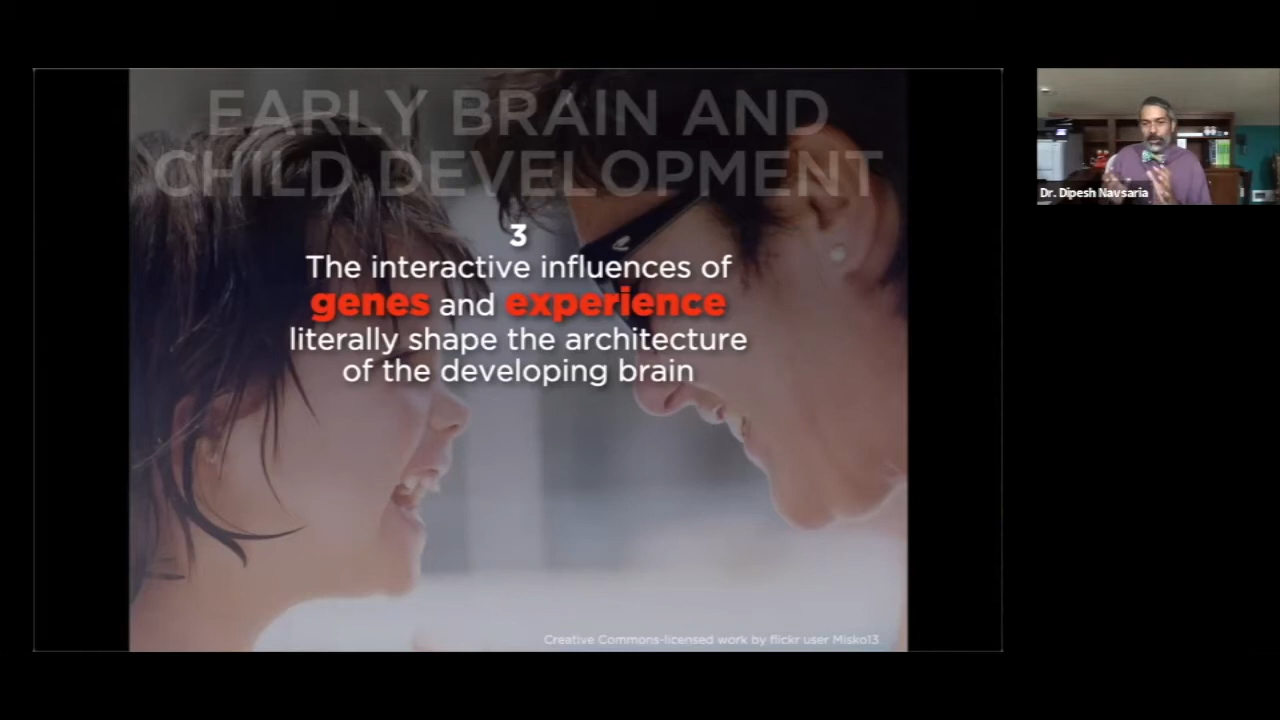 EARLY BRAIN AND
CHILD DEVELOPMENT
3
The interactive influences of
genes and experience
literally shape the architecture
of the developing brain
Creative Commons-licensed work by flickr user Misko13
Dr. Dipesh Navsaria